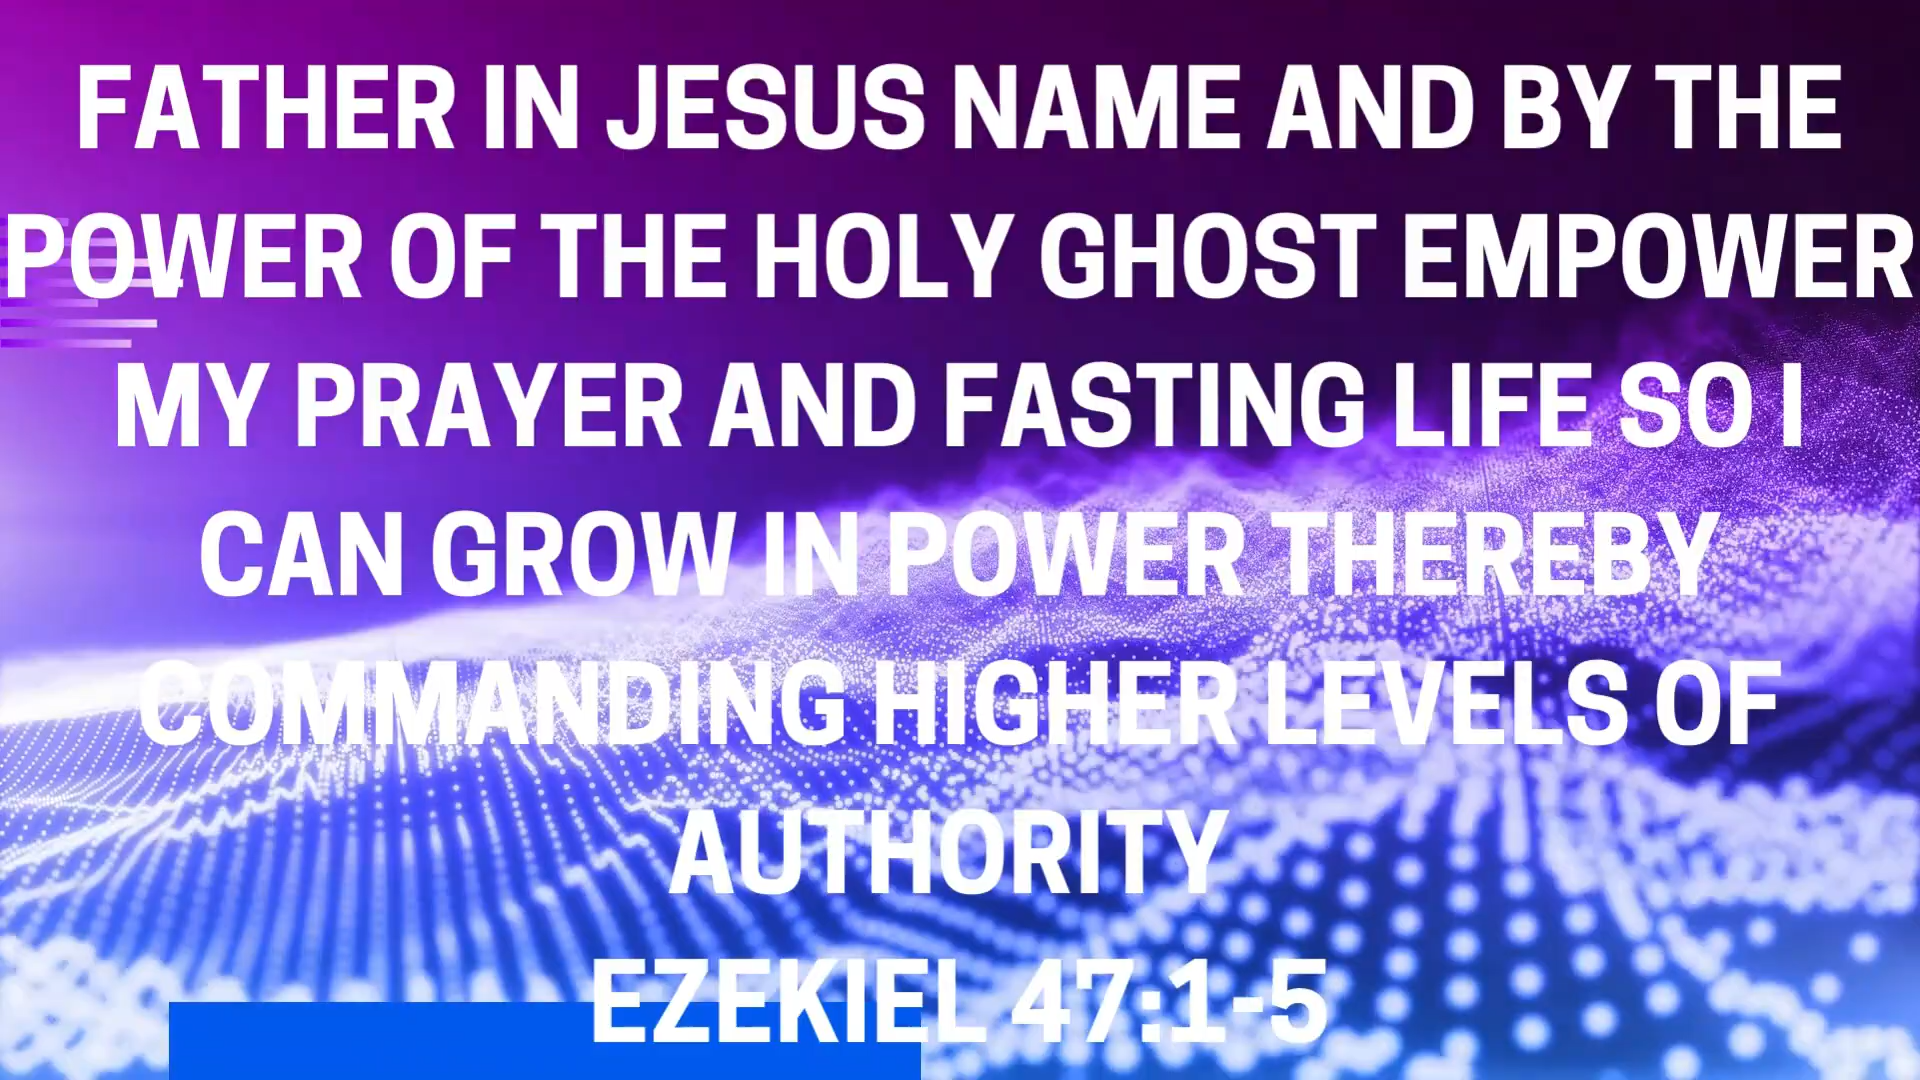 FATHER IN JESUS NAME AND BY THE
POWER OF THE HOLY GHOST EMPOWER
MY PRAYER AND FASTING LIFE SO I
CAN GROW IN POWER THEREBY
COMMANDING HIGHER LEVELS OF
AUTHORITY
EZEKIEL 47:1-5